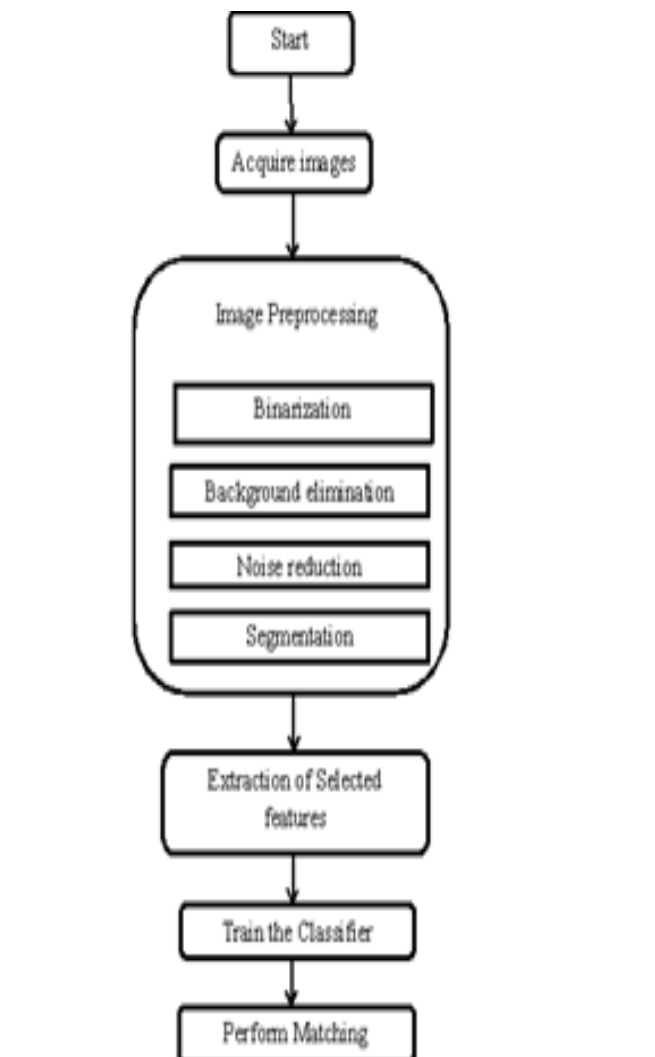 Start
Acquire images
Image Preprocessing
Binarization
Background elimination
Noise reduction
Segmentation
Extraction of Selected
features
Train the Classifier
Perform Matching